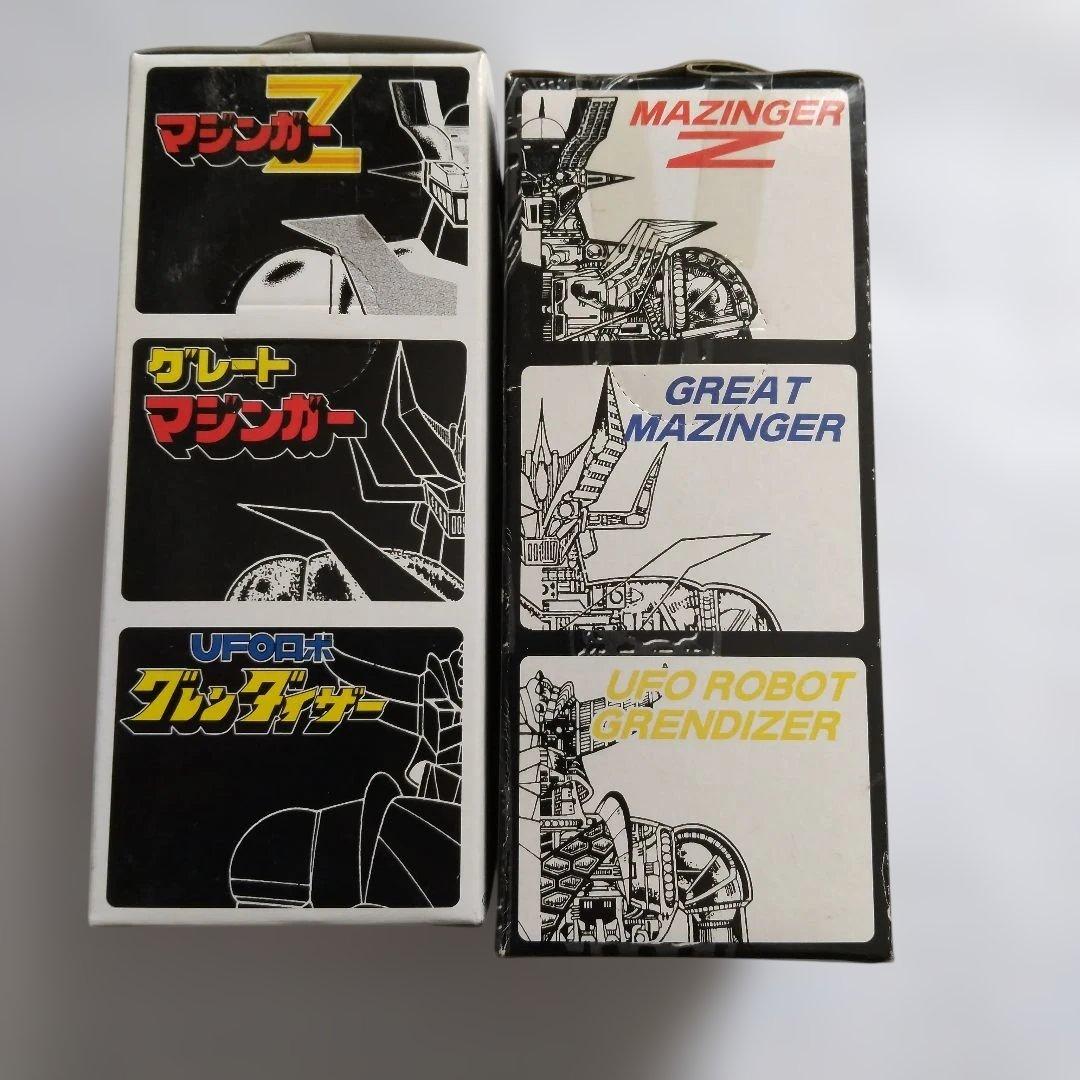 マジンガーZ
グレート
マジンガー
UFOロボ
グレンダイザー
MAZINGER
Z
GREAT
MAZINGER
UFO ROBOT
GRENDIZER